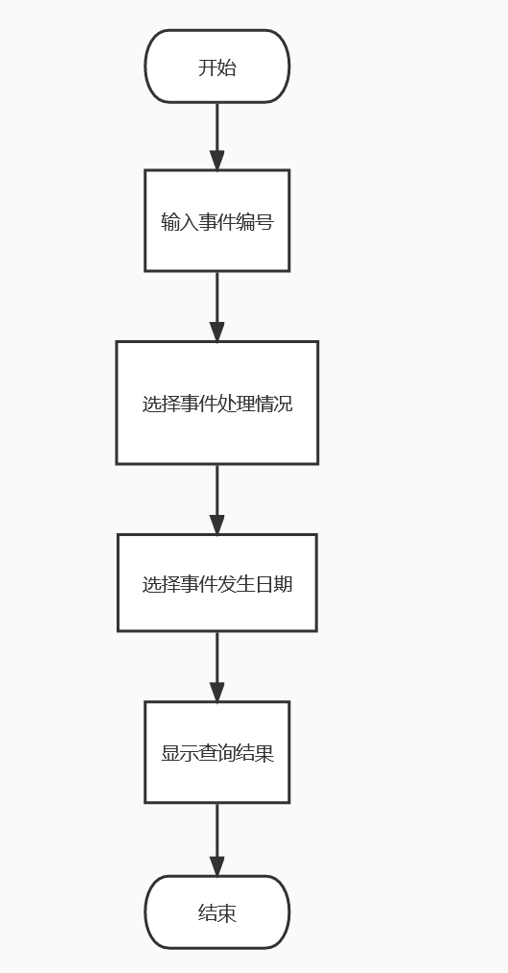 开始
输入事件编号
选择事件处理情况
选择事件发生日期
显示查询结果
结束